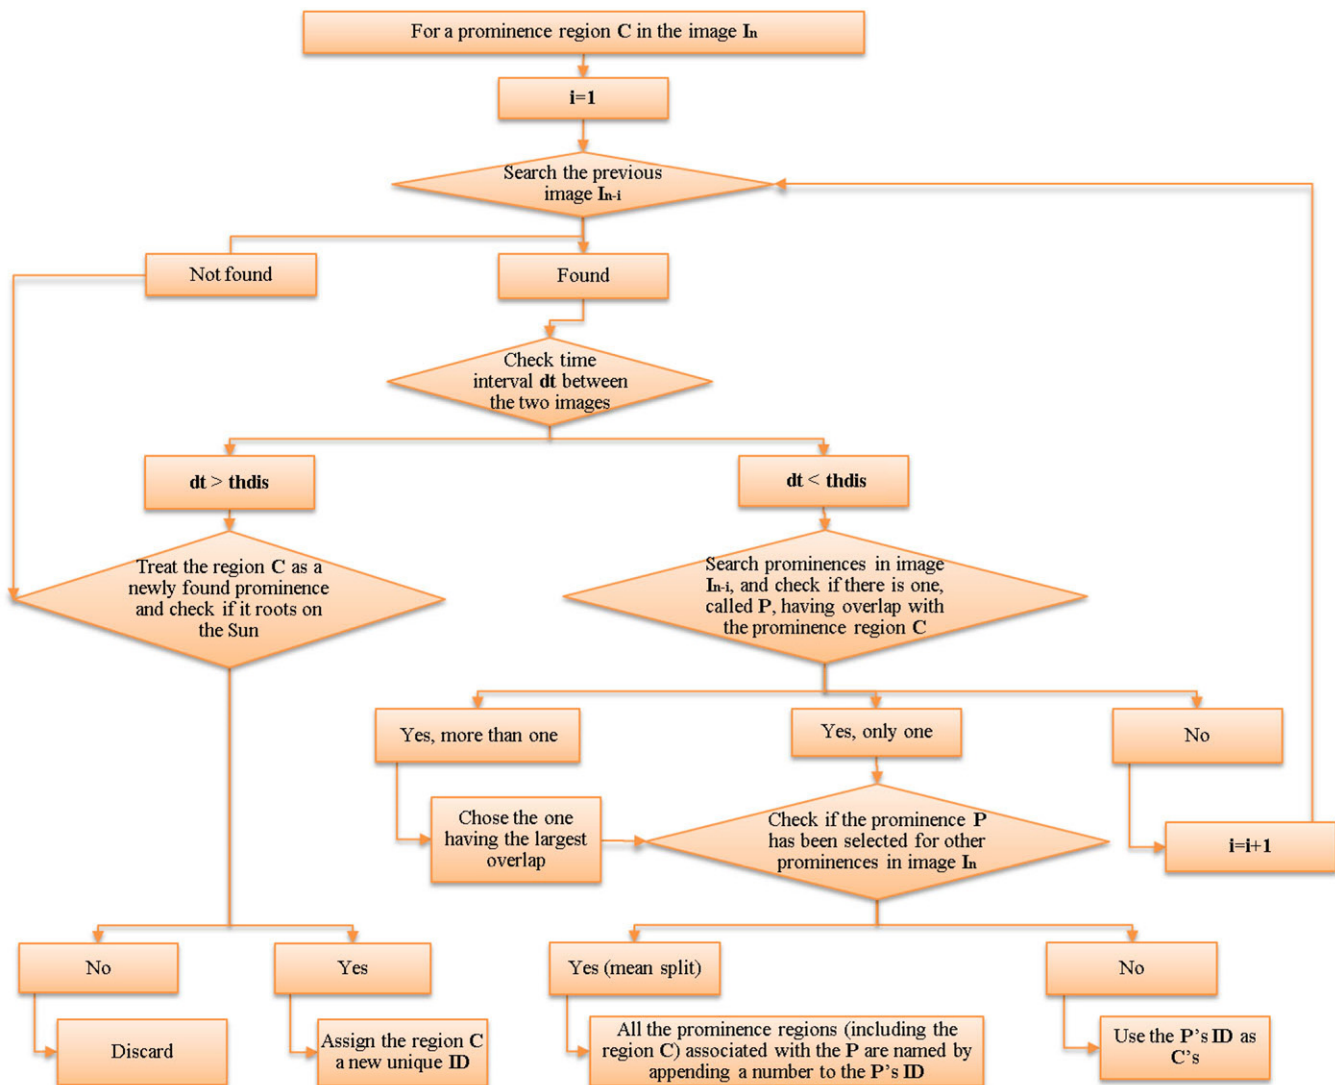 For a prominence region C in the image In
i=1
Search the previous
image In-i
Not found
Found
Check time
interval dt between
the two images
dt > thdis
dt < thdis
Treat the region C as a
newly found prominence
and check if it roots on
the Sun
Search prominences in image
In-i, and check if there is one,
called P, having overlap with
the prominence region C
Yes, more than one
Yes, only one
No
Chose the one
having the largest
overlap
Check if the prominence P
has been selected for other
prominences in image In
i=i+1
No
Yes
Yes (mean split)
No
Discard
Assign the region C
a new unique ID
All the prominence regions (including the
region C) associated with the P are named by
appending a number to the P's ID
Use the P's ID as
C's